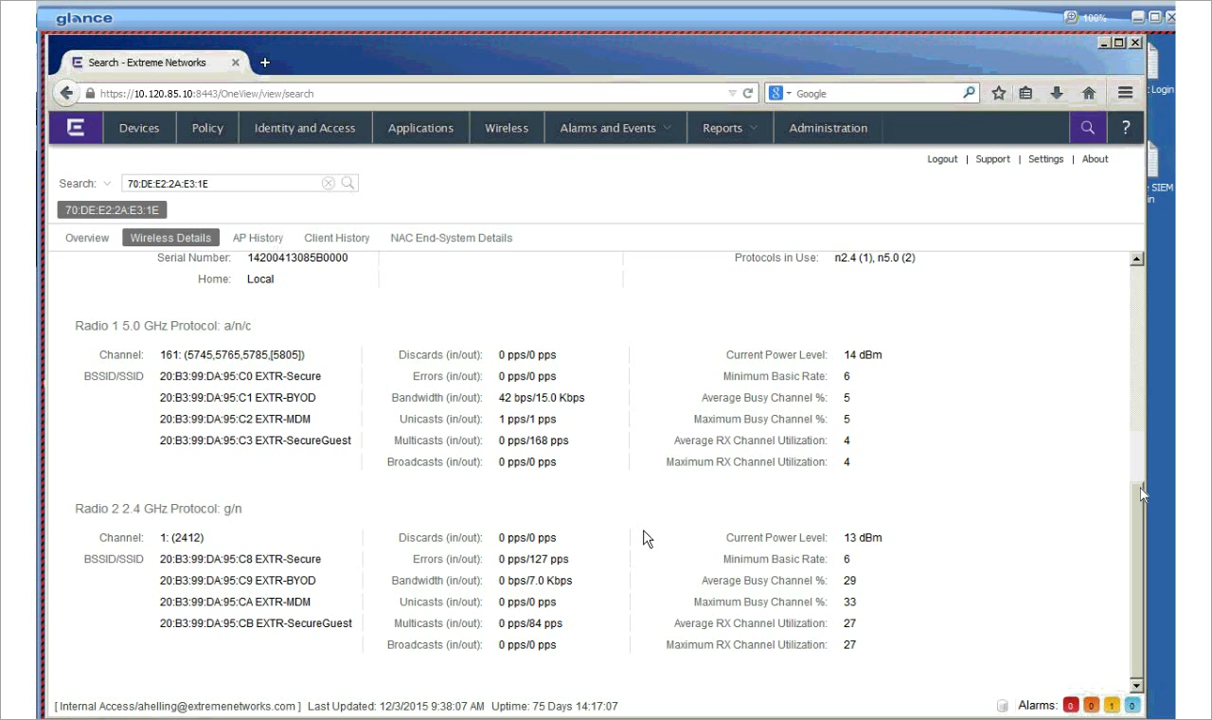 glance
100%
Search - Extreme Networks
https://10.120.85.10:8443/OneView/view/search
Google
Login
Devices Policy Identity and Access Applications Wireless Alarms and Events Reports Administration ?
Logout | Support | Settings | About
SIEM
Search: 70:DE:E2:2A:E3:1E
70:DE:E2:2A:E3:1E
Overview Wireless Details AP History Client History NAC End-System Details
Serial Number: 14200413085B0000 Protocols in Use: n2.4 (1), n5.0 (2)
Home: Local
Radio 1 5.0 GHz Protocol: a/n/c
Channel: 161: (5745,5765,5785,[5805]) Discards (in/out): 0 pps/0 pps Current Power Level: 14 dBm
BSSID/SSID 20:B3:99:DA:95:C0 EXTR-Secure Errors (in/out): 0 pps/0 pps Minimum Basic Rate: 6
20:B3:99:DA:95:C1 EXTR-BYOD Bandwidth (in/out): 42 bps/15.0 Kbps Average Busy Channel %: 5
20:B3:99:DA:95:C2 EXTR-MDM Unicasts (in/out): 1 pps/1 pps Maximum Busy Channel %: 5
20:B3:99:DA:95:C3 EXTR-SecureGuest Multicasts (in/out): 0 pps/168 pps Average RX Channel Utilization: 4
Broadcasts (in/out): 0 pps/0 pps Maximum RX Channel Utilization: 4
Radio 2 2.4 GHz Protocol: g/n
Channel: 1: (2412) Discards (in/out): 0 pps/0 pps Current Power Level: 13 dBm
BSSID/SSID 20:B3:99:DA:95:C8 EXTR-Secure Errors (in/out): 0 pps/127 pps Minimum Basic Rate: 6
20:B3:99:DA:95:C9 EXTR-BYOD Bandwidth (in/out): 0 bps/7.0 Kbps Average Busy Channel %: 29
20:B3:99:DA:95:CA EXTR-MDM Unicasts (in/out): 0 pps/0 pps Maximum Busy Channel %: 33
20:B3:99:DA:95:CB EXTR-SecureGuest Multicasts (in/out): 0 pps/84 pps Average RX Channel Utilization: 27
Broadcasts (in/out): 0 pps/0 pps Maximum RX Channel Utilization: 27
[ Internal Access/ahelling@extremenetworks.com ] Last Updated: 12/3/2015 9:38:07 AM Uptime: 75 Days 14:17:07 Alarms: 0 0 1 0